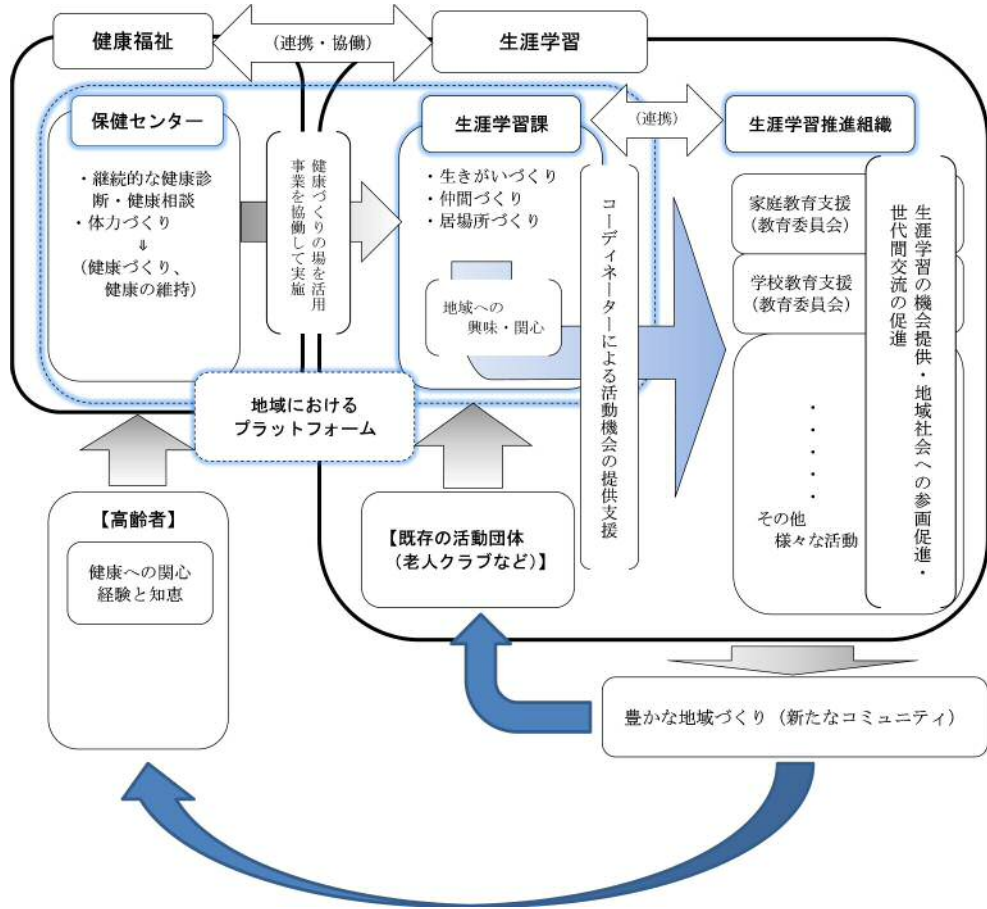 健康福祉
(連携・協働)
生涯学習
保健センター
・継続的な健康診
断・健康相談
・体力づくり
⇓
(健康づくり、
健康の維持)
健康づくりの場を活用
事業を協働して実施
生涯学習課
・生きがいづくり
・仲間づくり
・居場所づくり
地域への
興味・関心
コーディネーターによる活動機会の提供支援
(連携)
生涯学習推進組織
家庭教育支援
(教育委員会)
学校教育支援
(教育委員会)
・
・
・
・
・
その他
様々な活動
生涯学習の機会提供・地域社会への参画促進・
世代間交流の促進
地域における
プラットフォーム
【高齢者】
健康への関心
経験と知恵
【既存の活動団体
(老人クラブなど)】
豊かな地域づくり(新たなコミュニティ)